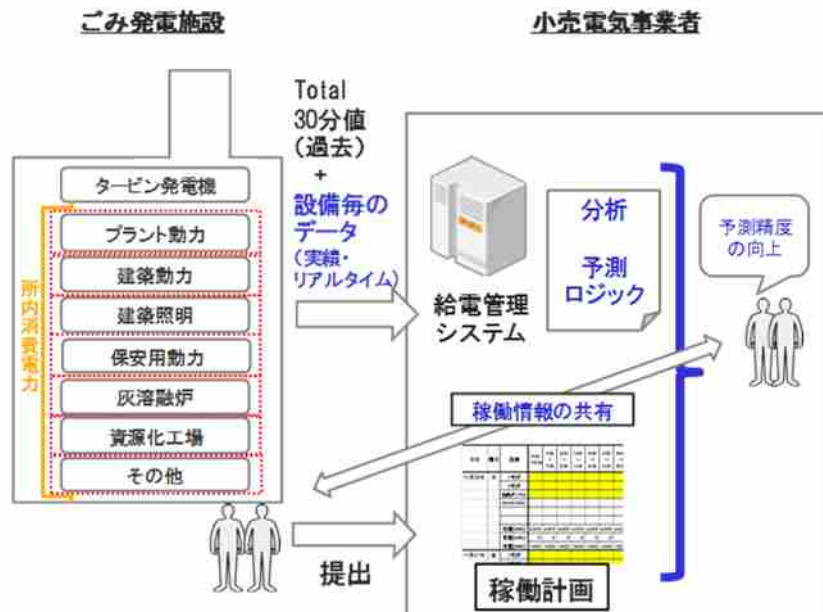 ごみ発電施設
タービン発電機
プラント動力
建築動力
建築照明
保安用動力
灰溶融炉
資源化工場
その他
所内消費電力
Total
30分値
(過去)
+
設備毎の
データ
(実績・
リアルタイム)
提出
小売電気事業者
給電管理
システム
分析
予測
ロジック
予測精度
の向上
稼働情報の共有
稼働計画